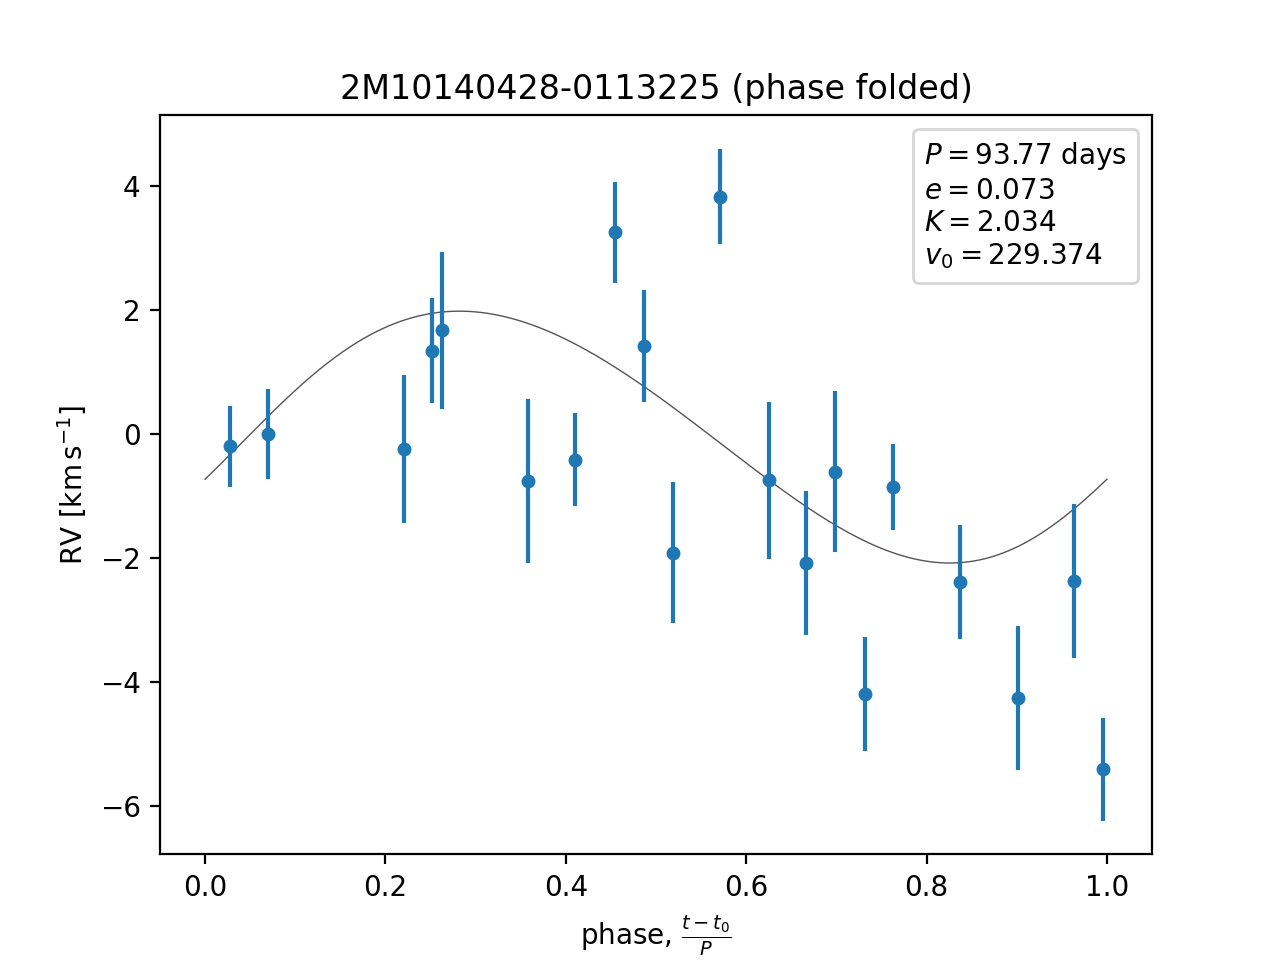 2M10140428-0113225 (phase folded)
P = 93.77 days
e = 0.073
K = 2.034
v₀ = 229.374
4
2
0
−2
−4
−6
RV [km s⁻¹]
0.0 0.2 0.4 0.6 0.8 1.0
phase, (t − t₀)/P